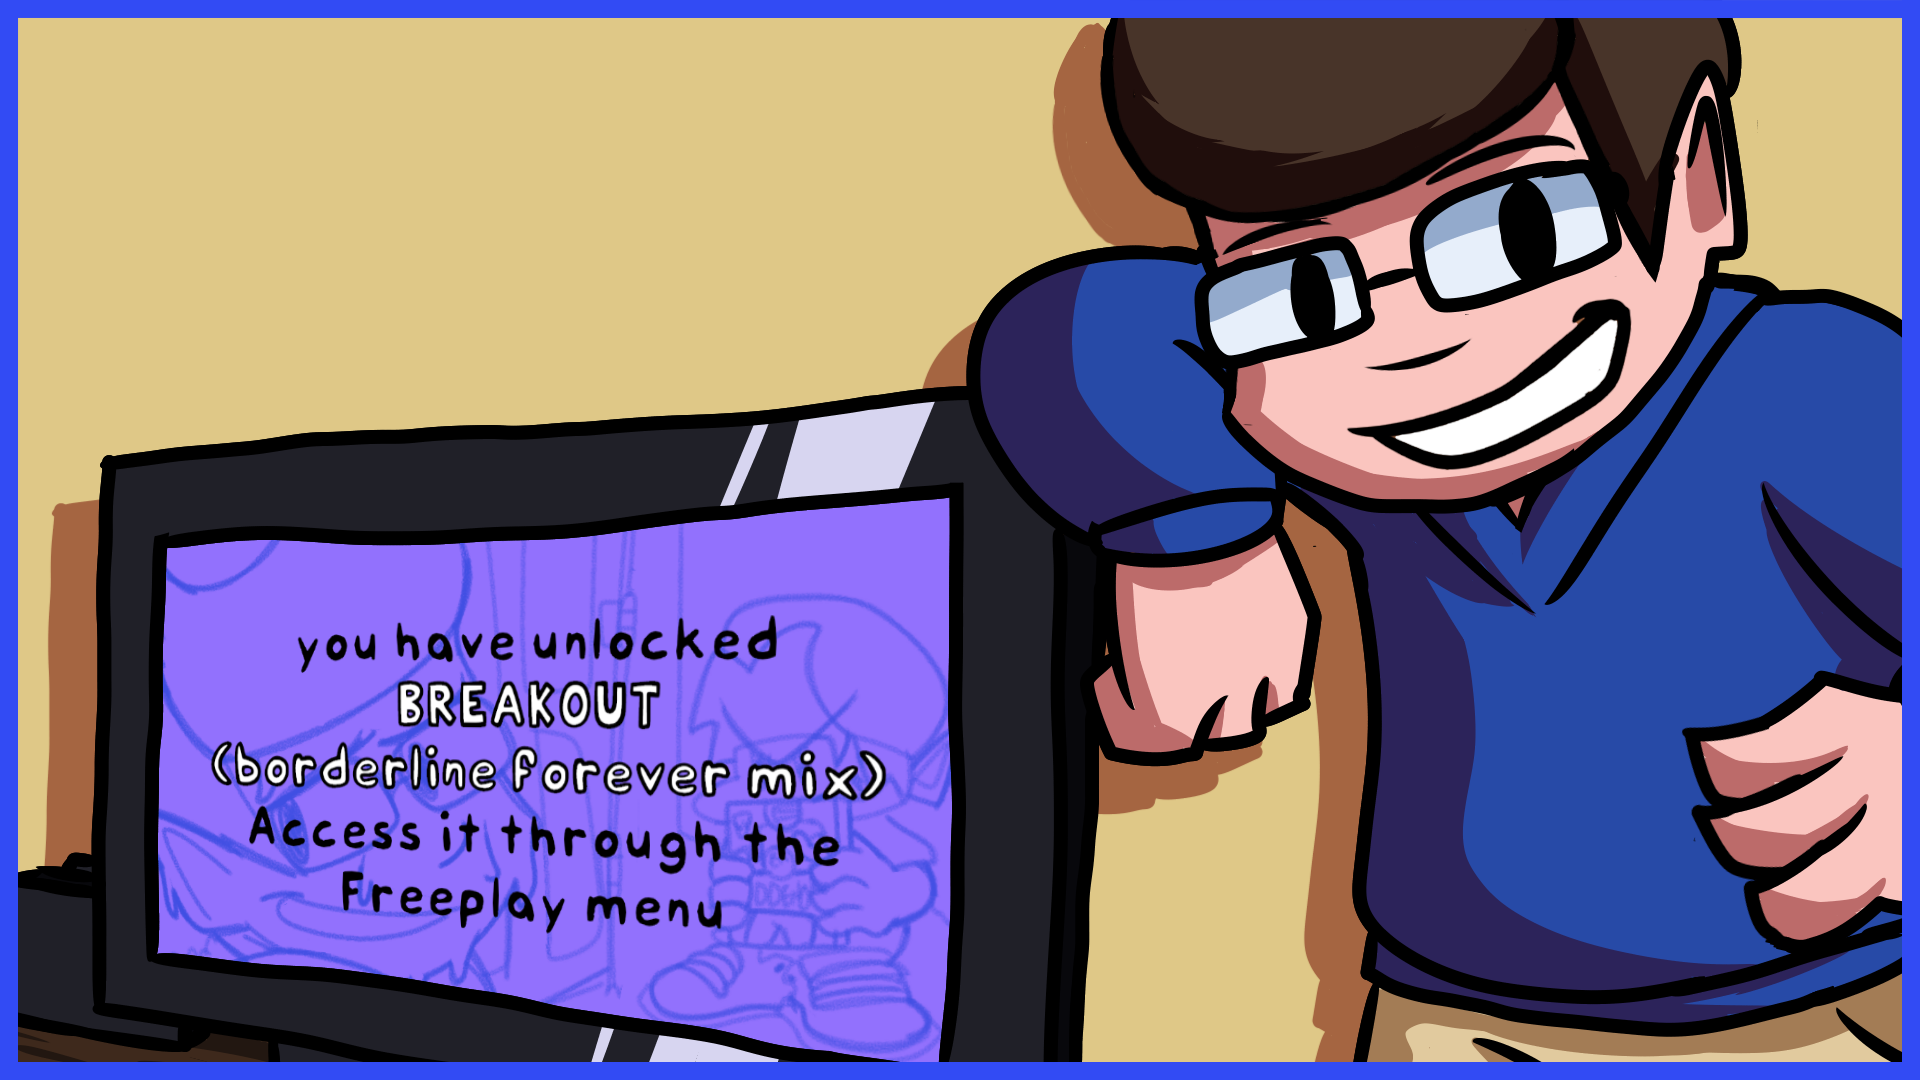 you have unlocked
BREAKOUT
(borderline forever mix)
Access it through the
Freeplay menu